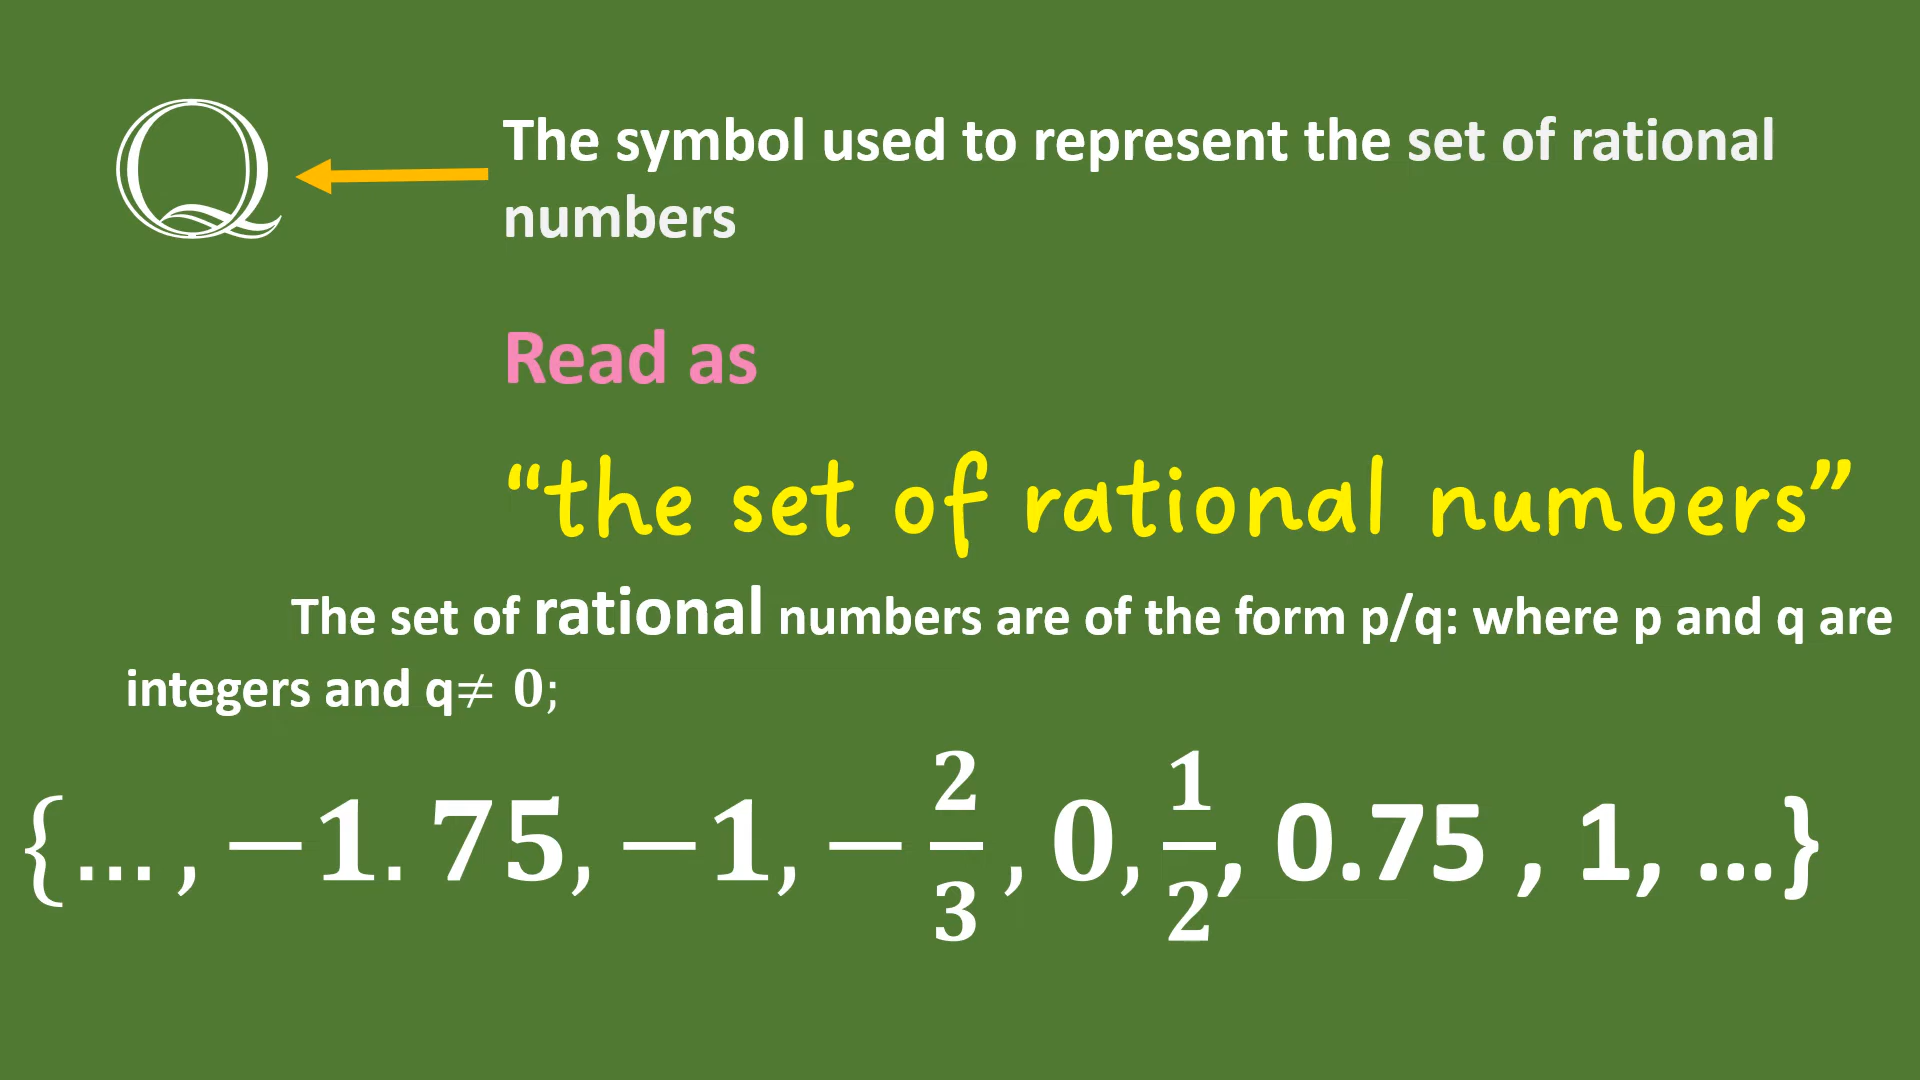 Q
The symbol used to represent the set of rational
numbers
Read as
“the set of rational numbers”
The set of rational numbers are of the form p/q: where p and q are
integers and q≠ 0;
{… , −1. 75, −1, − 2/3 , 0, 1/2, 0.75 , 1, …}